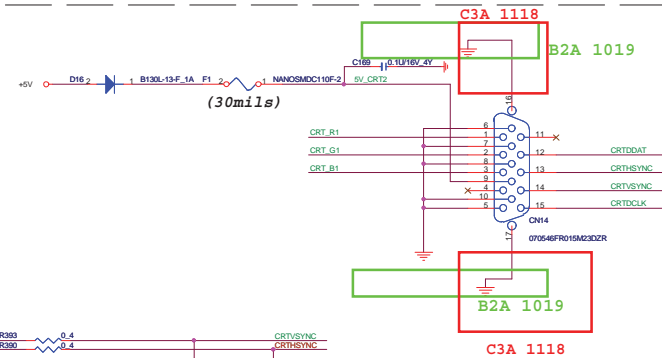 C3A 1118
B2A 1019
C169 0.1U/16V_4Y
+5V D16 2 1 B130L-13-F_1A F1 2 1 NANOSMDC110F-2 5V_CRT2
(30mils)
16
6
CRT_R1 1 11
7
CRT_G1 2 12 CRTDDAT
8
CRT_B1 3 13 CRTHSYNC
9
4 14 CRTVSYNC
10
5 15 CRTDCLK
CN14
17
070546FR015M23DZR
B2A 1019
R393 0_4 CRTVSYNC
R390 0_4 CRTHSYNC
C3A 1118